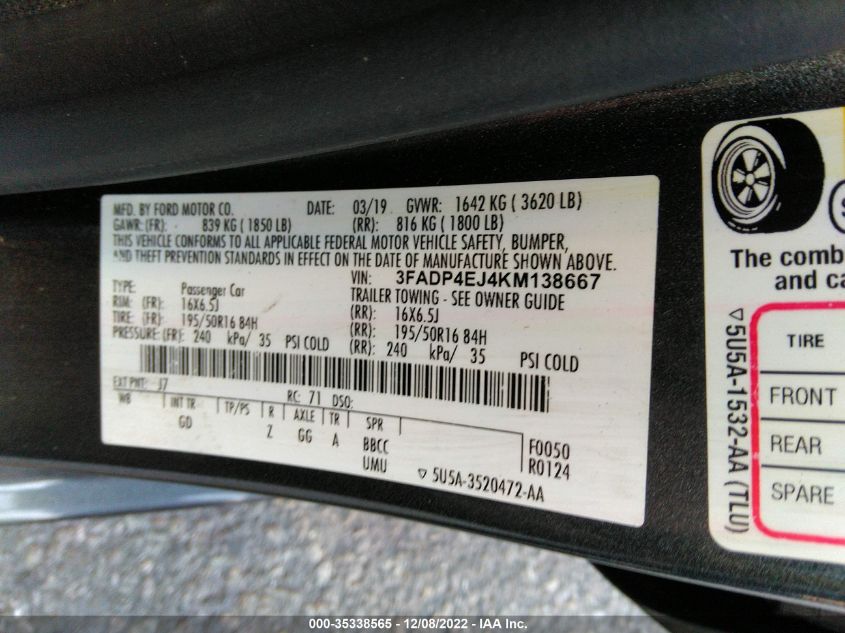 MFD. BY FORD MOTOR CO. DATE: 03/19 GVWR: 1642 KG ( 3620 LB)
GAWR:(FR): 839 KG ( 1850 LB) (RR): 816 KG ( 1800 LB)
THIS VEHICLE CONFORMS TO ALL APPLICABLE FEDERAL MOTOR VEHICLE SAFETY, BUMPER,
AND THEFT PREVENTION STANDARDS IN EFFECT ON THE DATE OF MANUFACTURE SHOWN ABOVE.
VIN: 3FADP4EJ4KM138667
TYPE: Passenger Car TRAILER TOWING - SEE OWNER GUIDE
RIM: (FR): 16X6.5J (RR): 16X6.5J
TIRE: (FR): 195/50R16 84H (RR): 195/50R16 84H
PRESSURE:(FR): 240 kPa/ 35 PSI COLD (RR): 240 kPa/ 35 PSI COLD
EXT PNT: J7 RC: 71 DSO:
WB INT TR TP/PS R AXLE TR SPR
GD Z GG A BBCC F0050
UMU R0124
▽ 5U5A-3520472-AA
The comb
and ca
▽5U5A-1532-AA (TLU)
TIRE
FRONT
REAR
SPARE
000-35338565 - 12/08/2022 - IAA Inc.